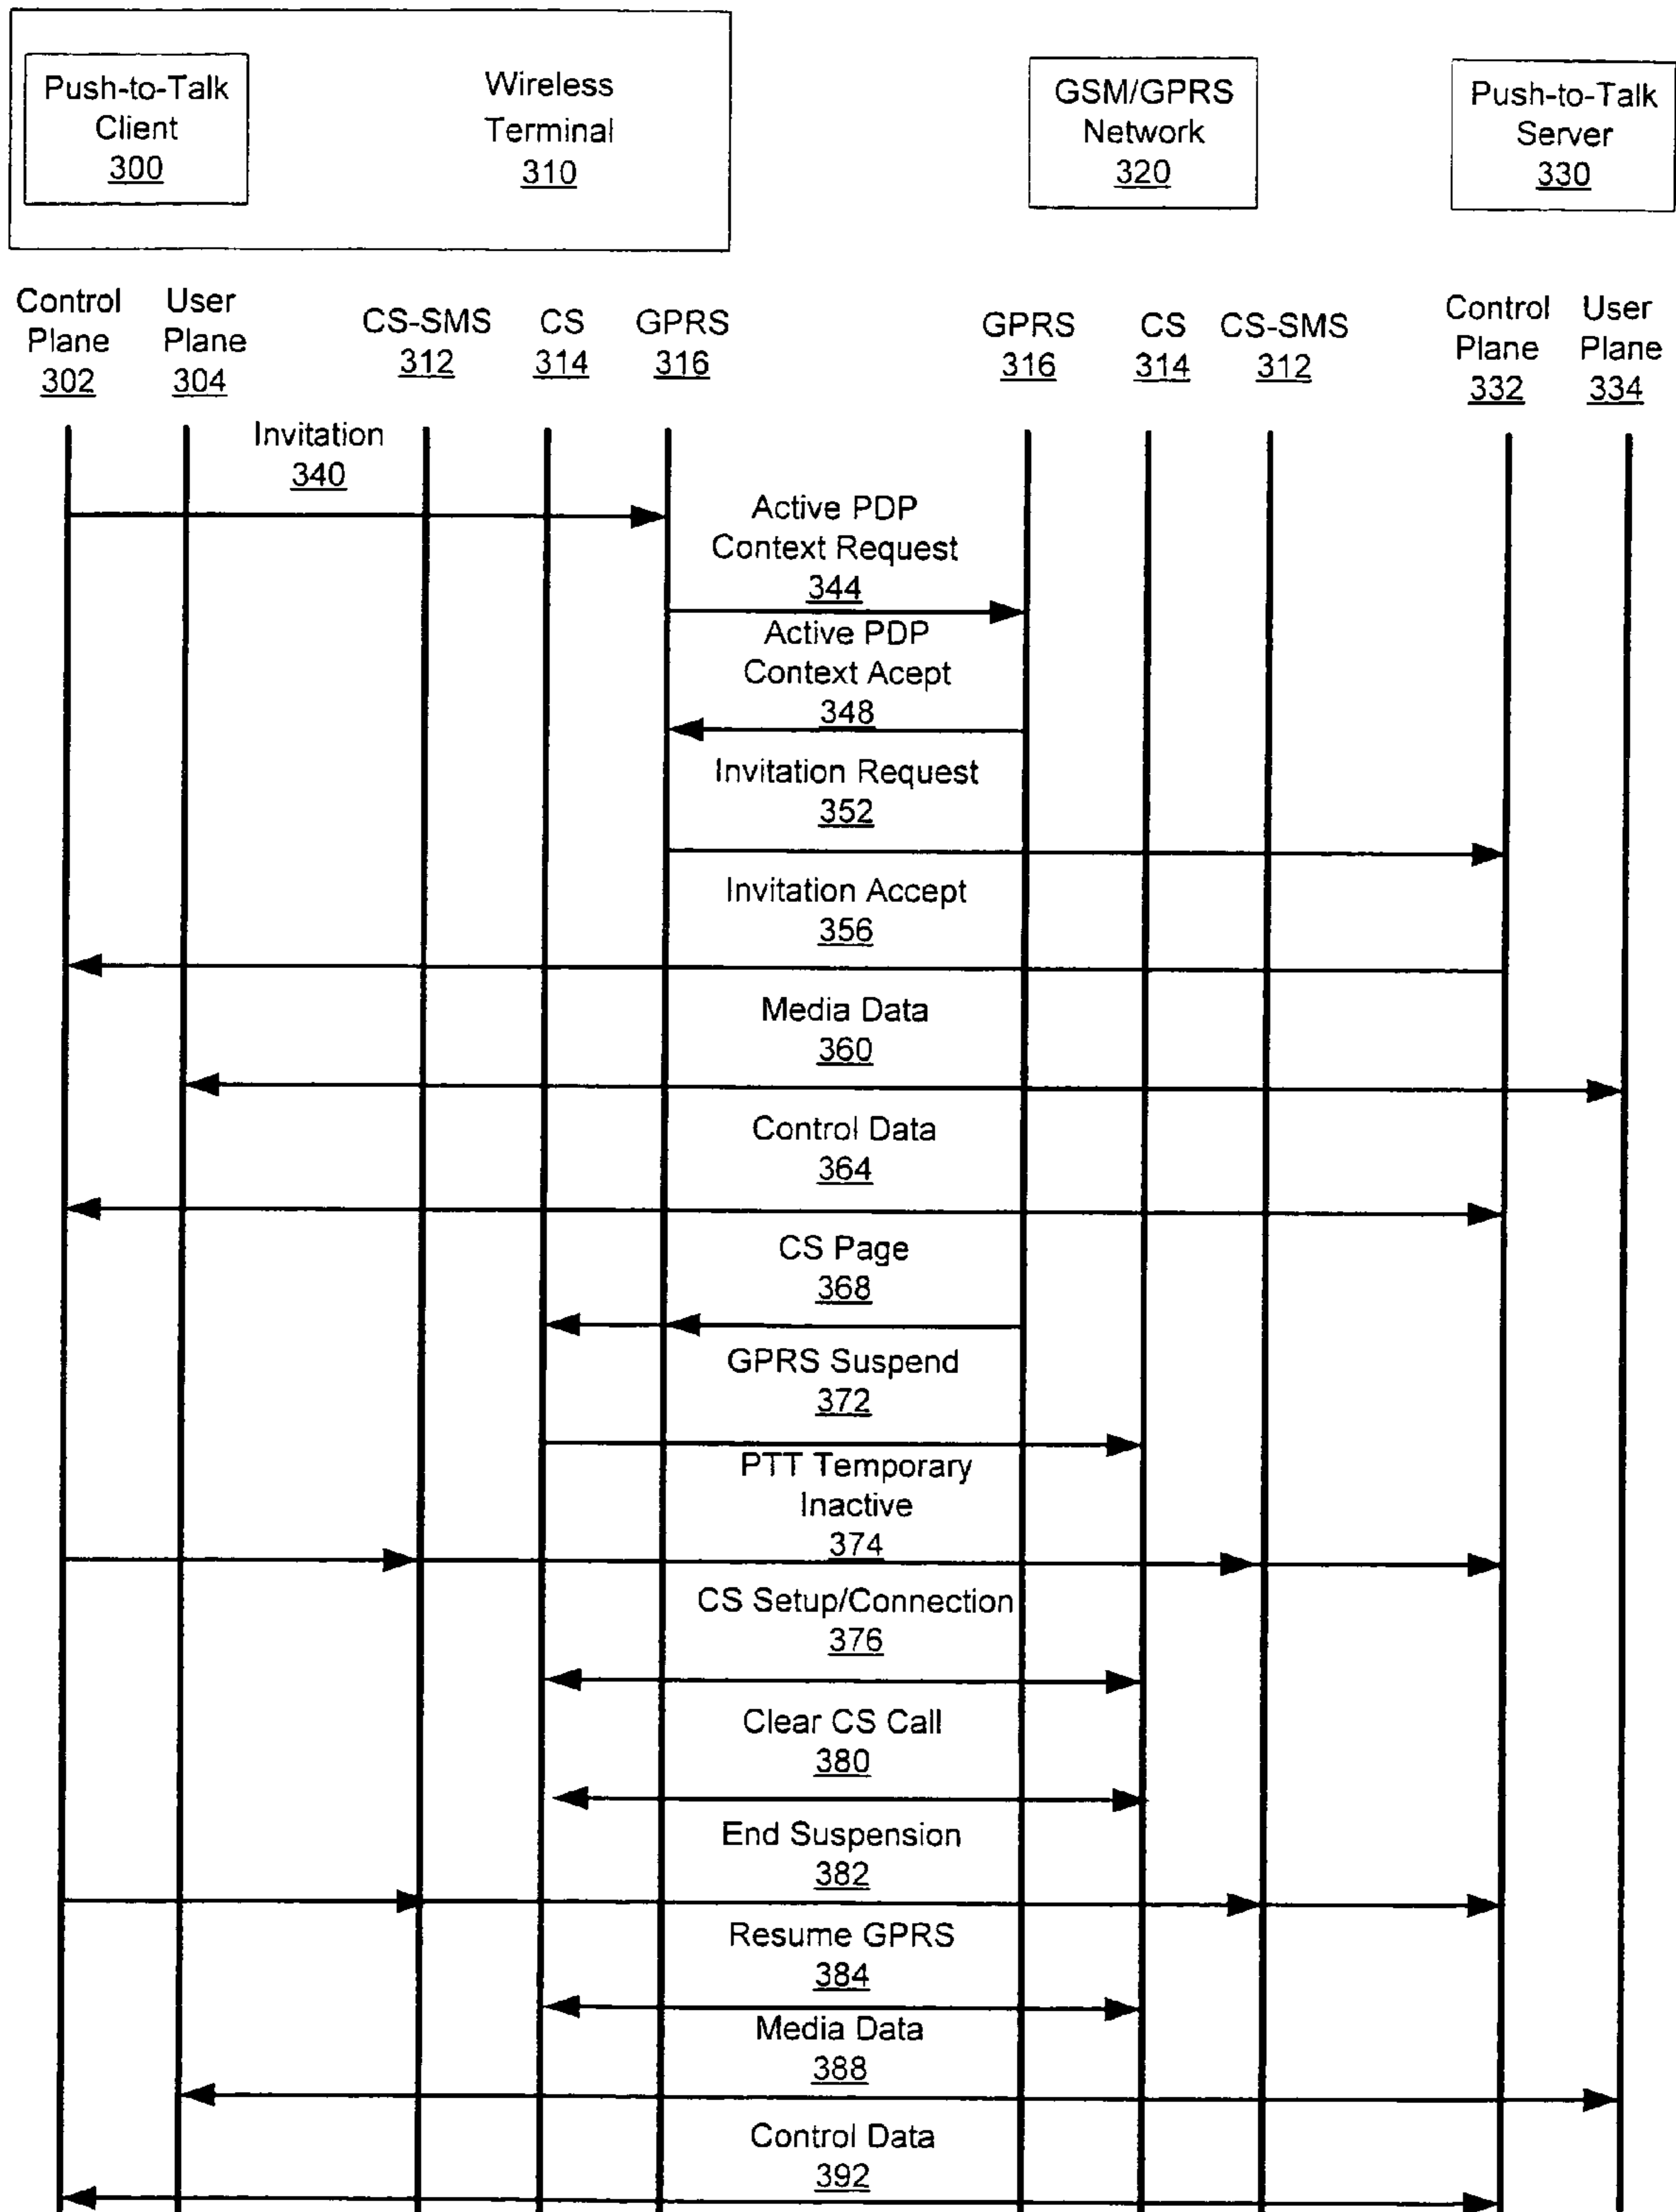 Push-to-Talk
Client
300
Wireless
Terminal
310
GSM/GPRS
Network
320
Push-to-Talk
Server
330
Control
Plane
302
User
Plane
304
CS-SMS
312
CS
314
GPRS
316
GPRS
316
CS
314
CS-SMS
312
Control
Plane
332
User
Plane
334
Invitation
340
Active PDP
Context Request
344
Active PDP
Context Acept
348
Invitation Request
352
Invitation Accept
356
Media Data
360
Control Data
364
CS Page
368
GPRS Suspend
372
PTT Temporary
Inactive
374
CS Setup/Connection
376
Clear CS Call
380
End Suspension
382
Resume GPRS
384
Media Data
388
Control Data
392